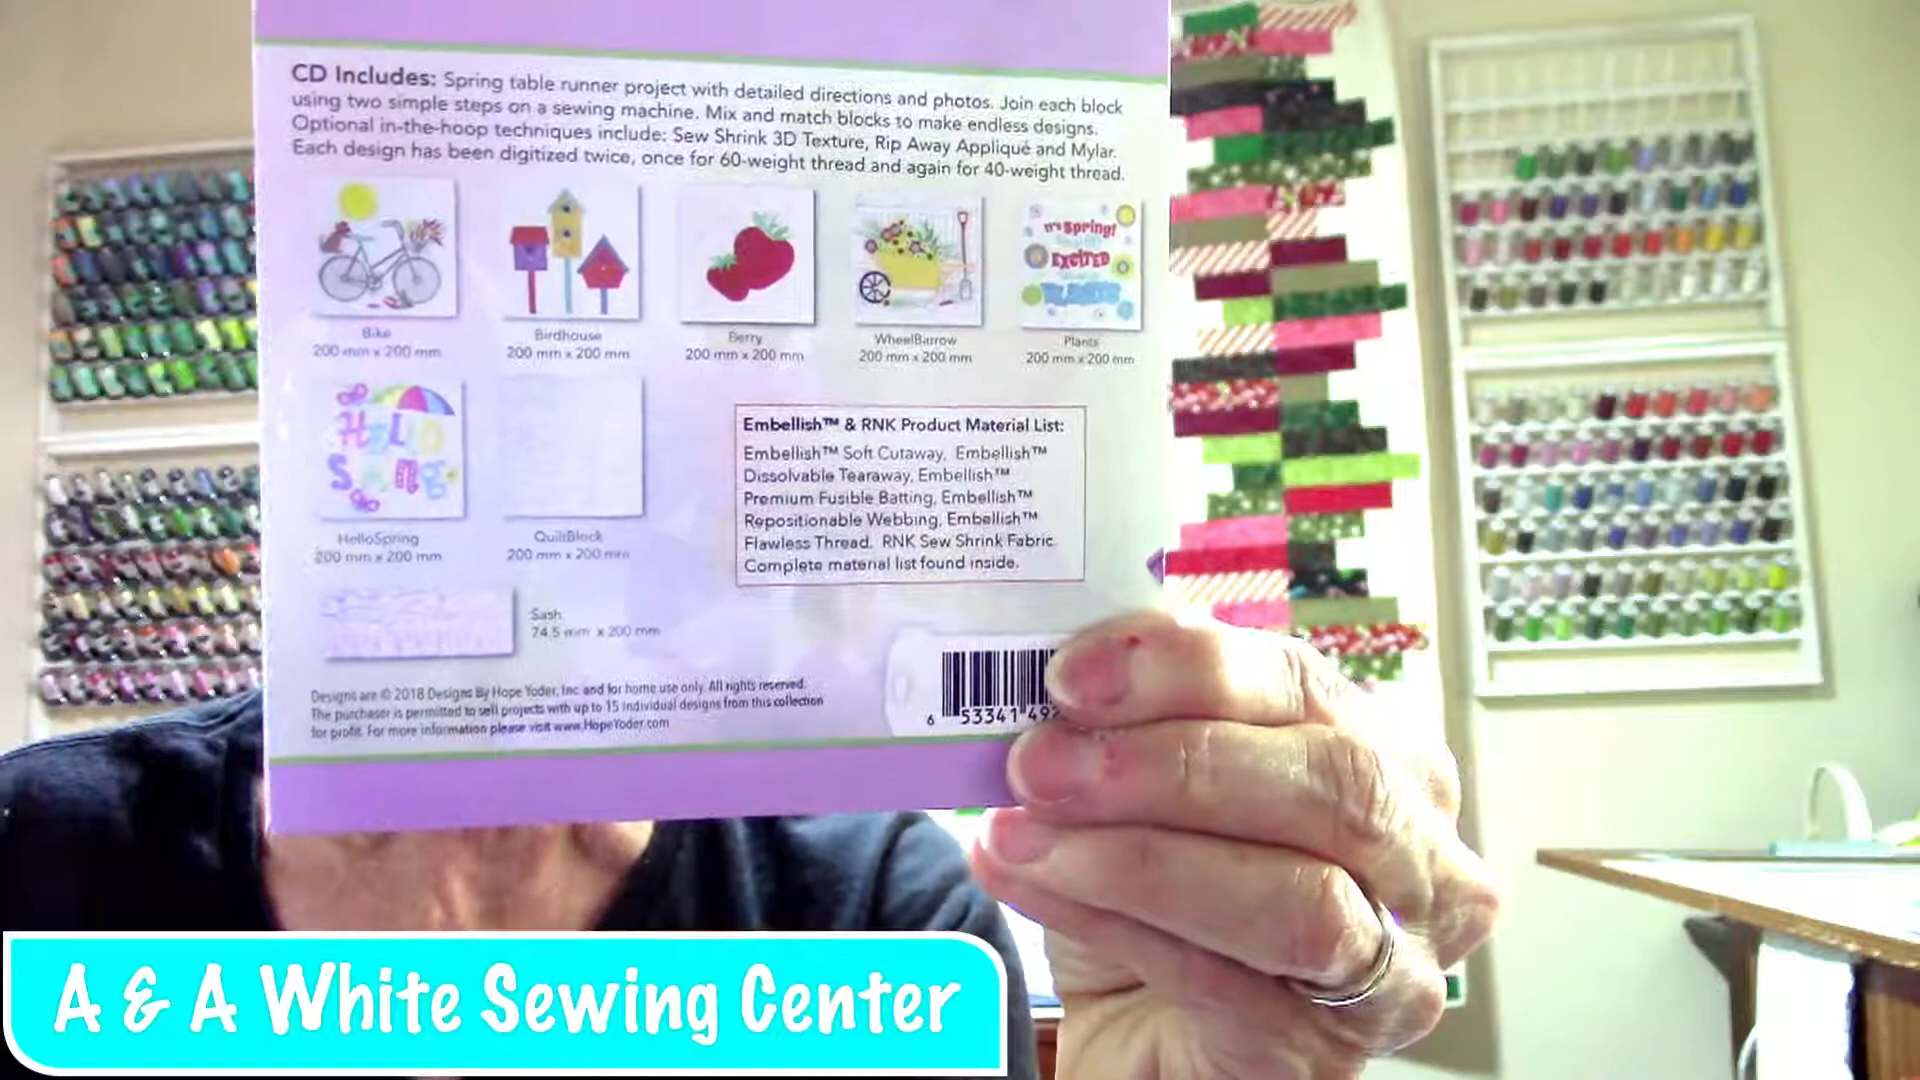 CD Includes: Spring table runner project with detailed directions and photos. Join each block
using two simple steps on a sewing machine. Mix and match blocks to make endless designs.
Optional in-the-hoop techniques include: Sew Shrink 3D Texture, Rip Away Appliqué and Mylar.
Each design has been digitized twice, once for 60-weight thread and again for 40-weight thread.
It's Spring!
EXCITED
PLANTS
Bike
200 mm x 200 mm
Birdhouse
200 mm x 200 mm
Berry
200 mm x 200 mm
WheelBarrow
200 mm x 200 mm
Plants
200 mm x 200 mm
HELLO
SPRING
HelloSpring
200 mm x 200 mm
QuiltBlock
200 mm x 200 mm
Embellish™ & RNK Product Material List:
Embellish™ Soft Cutaway, Embellish™
Dissolvable Tearaway, Embellish™
Premium Fusible Batting, Embellish™
Repositionable Webbing, Embellish™
Flawless Thread, RNK Sew Shrink Fabric
Complete material list found inside.
Sash
74.5 mm x 200 mm
Designs are © 2018 Designs By Hope Yoder, Inc and for home use only. All rights reserved.
The purchaser is permitted to sell projects with up to 15 individual designs from this collection
for profit. For more information please visit www.HopeYoder.com
6 53341 492
A & A White Sewing Center